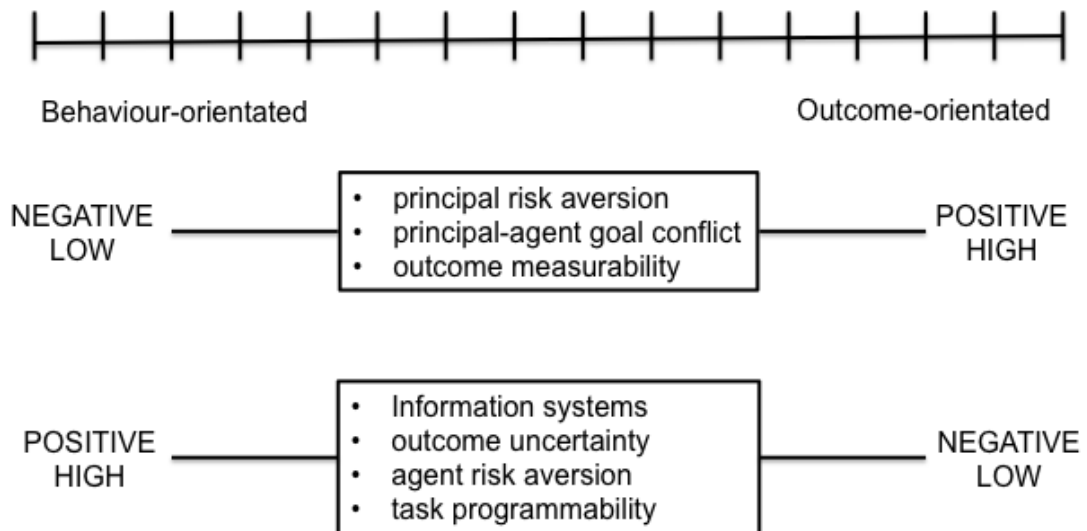 Behaviour-orientated
Outcome-orientated
NEGATIVE
LOW
• principal risk aversion
• principal-agent goal conflict
• outcome measurability
POSITIVE
HIGH
POSITIVE
HIGH
• Information systems
• outcome uncertainty
• agent risk aversion
• task programmability
NEGATIVE
LOW